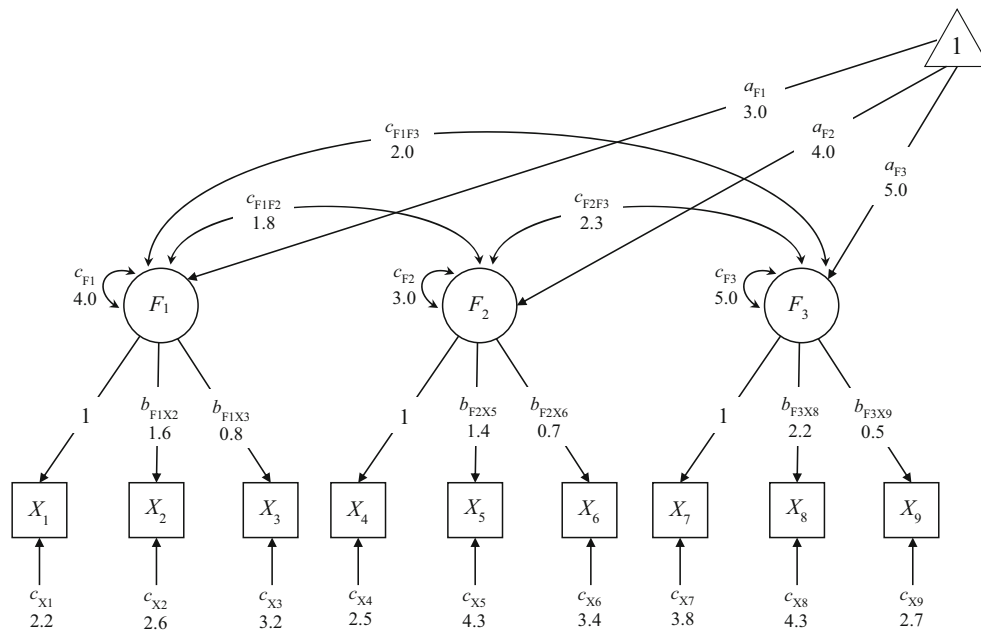 1
a_F1
3.0
a_F2
4.0
a_F3
5.0
c_F1F3
2.0
c_F1F2
1.8
c_F2F3
2.3
c_F1
4.0
F_1
c_F2
3.0
F_2
c_F3
5.0
F_3
1
b_F1X2
1.6
b_F1X3
0.8
1
b_F2X5
1.4
b_F2X6
0.7
1
b_F3X8
2.2
b_F3X9
0.5
X_1
X_2
X_3
X_4
X_5
X_6
X_7
X_8
X_9
c_X1
2.2
c_X2
2.6
c_X3
3.2
c_X4
2.5
c_X5
4.3
c_X6
3.4
c_X7
3.8
c_X8
4.3
c_X9
2.7